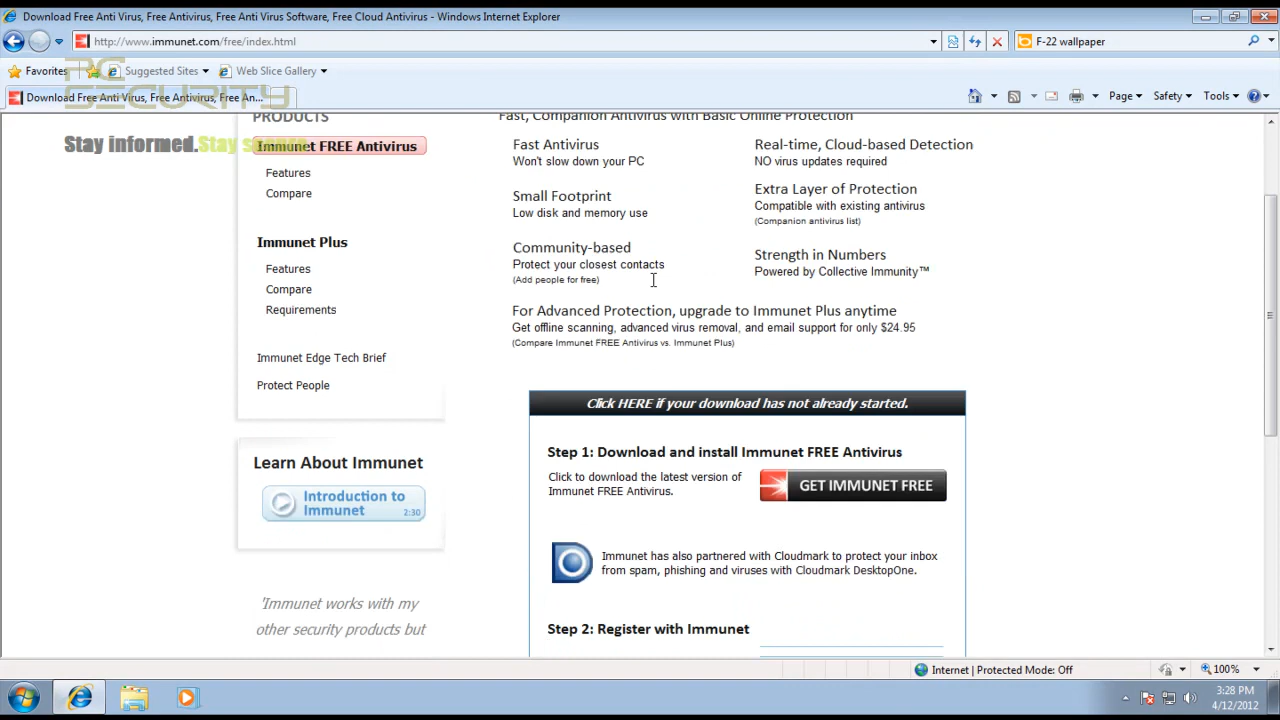 Download Free Anti Virus, Free Antivirus, Free Anti Virus Software, Free Cloud Antivirus - Windows Internet Explorer
http://www.immunet.com/free/index.html
F-22 wallpaper
Favorites
Suggested Sites
Web Slice Gallery
PC SECURITY
Download Free Anti Virus, Free Antivirus, Free An...
Page
Safety
Tools
Stay informed.
PRODUCTS
Immunet FREE Antivirus
Features
Compare
Immunet Plus
Features
Compare
Requirements
Immunet Edge Tech Brief
Protect People
Learn About Immunet
Introduction to
Immunet
2:30
'Immunet works with my
other security products but
Fast, Companion Antivirus with Basic Online Protection
Fast Antivirus
Won't slow down your PC
Real-time, Cloud-based Detection
NO virus updates required
Small Footprint
Low disk and memory use
Extra Layer of Protection
Compatible with existing antivirus
(Companion antivirus list)
Community-based
Protect your closest contacts
(Add people for free)
Strength in Numbers
Powered by Collective Immunity™
For Advanced Protection, upgrade to Immunet Plus anytime
Get offline scanning, advanced virus removal, and email support for only $24.95
(Compare Immunet FREE Antivirus vs. Immunet Plus)
Click HERE if your download has not already started.
Step 1: Download and install Immunet FREE Antivirus
Click to download the latest version of
Immunet FREE Antivirus.
GET IMMUNET FREE
Immunet has also partnered with Cloudmark to protect your inbox
from spam, phishing and viruses with Cloudmark DesktopOne.
Step 2: Register with Immunet
Internet | Protected Mode: Off
100%
3:28 PM
4/12/2012